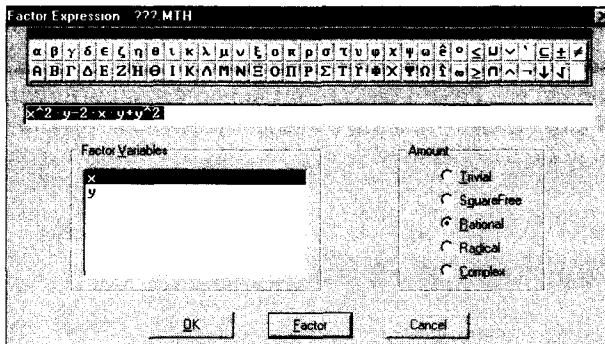 Factor Expression ???.MTH
α β γ δ ε ζ η θ ι κ λ μ ν ξ ο π ρ σ τ υ φ χ ψ ω ê ° ≤ ∪ ∨ ` ⊆ ± ≠
Α Β Γ Δ Ε Ζ Η Θ Ι Κ Λ Μ Ν Ξ Ο Π Ρ Σ Τ Υ Φ Χ Ψ Ω î ∞ ≥ ∩ ∧ ¬ ↓ √
x^2 y-2 x y+y^2
Factor Variables
x
y
Amount
Trivial
SquareFree
Rational
Radical
Complex
OK
Factor
Cancel